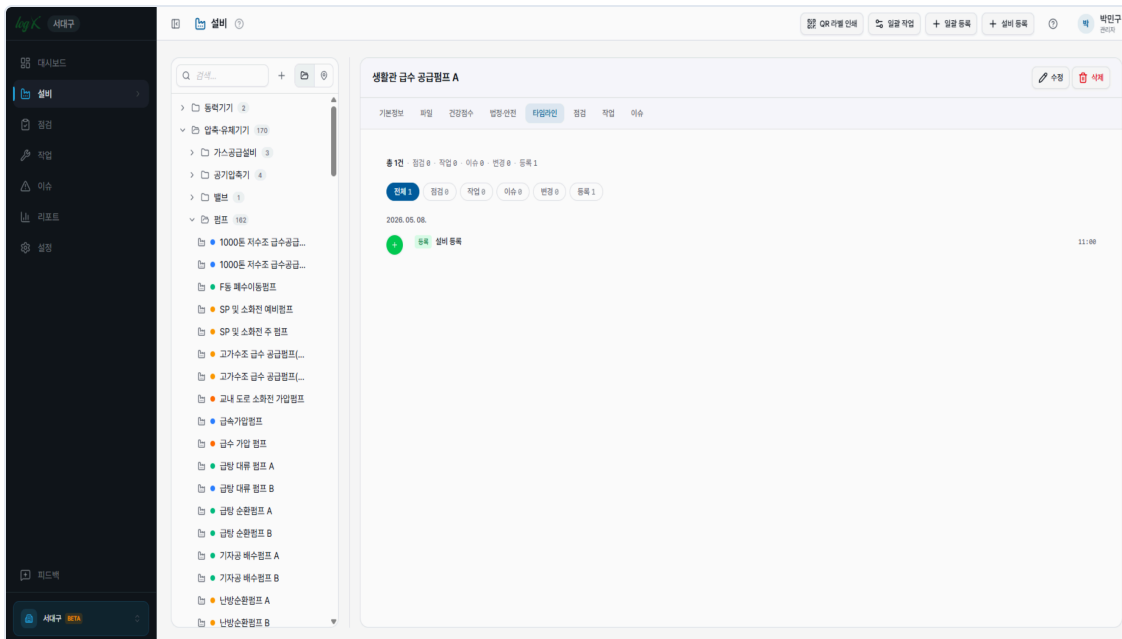 서대구
설비
QR 라벨 인쇄
일괄 작업
+ 일괄 등록
+ 설비 등록
박
박민구
관리자
대시보드
설비
점검
작업
이슈
리포트
설정
피드백
서대구 BETA
검색...
동력기기 2
압축·유체기기 170
가스공급설비 3
공기압축기 4
밸브 1
펌프 162
1000톤 저수조 급수공급...
1000톤 저수조 급수공급...
F동 폐수이동펌프
SP 및 소화전 예비펌프
SP 및 소화전 주 펌프
고가수조 급수 공급펌프(...
고가수조 급수 공급펌프(...
교내 도로 소화전 가압펌프
급속가압펌프
급수 가압 펌프
급탕 대류 펌프 A
급탕 대류 펌프 B
급탕 순환펌프 A
급탕 순환펌프 B
기자공 배수펌프 A
기자공 배수펌프 B
난방순환펌프 A
난방순환펌프 B
생활관 급수 공급펌프 A
수정
삭제
기본정보 파일 건강점수 법정·안전 타임라인 점검 작업 이슈
총 1건 · 점검 0 · 작업 0 · 이슈 0 · 변경 0 · 등록 1
전체 1 점검 0 작업 0 이슈 0 변경 0 등록 1
2026. 05. 08.
등록 설비 등록 11:00